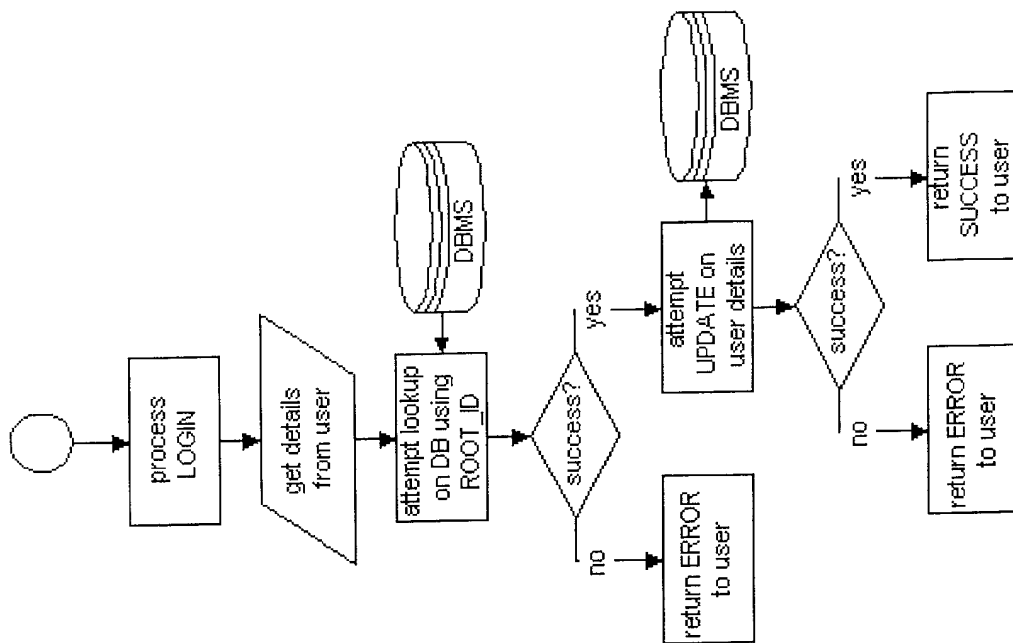 process
LOGIN
get details
from user
attempt lookup
on DB using
ROOT_ID
DBMS
success?
no
yes
return ERROR
to user
attempt
UPDATE on
user details
DBMS
success?
no
yes
return ERROR
to user
return
SUCCESS
to user